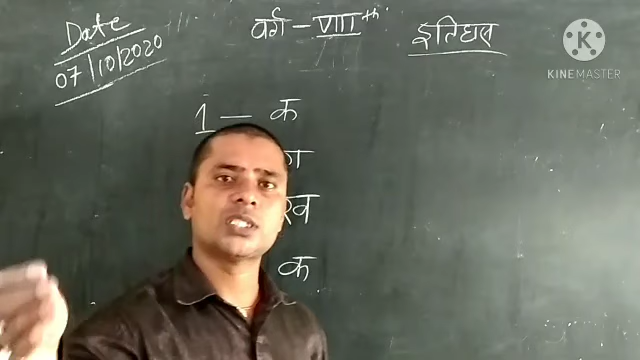 Date
07/10/2020
वर्ग - VIII th
इतिहास
1 - क
ख
क
KINEMASTER